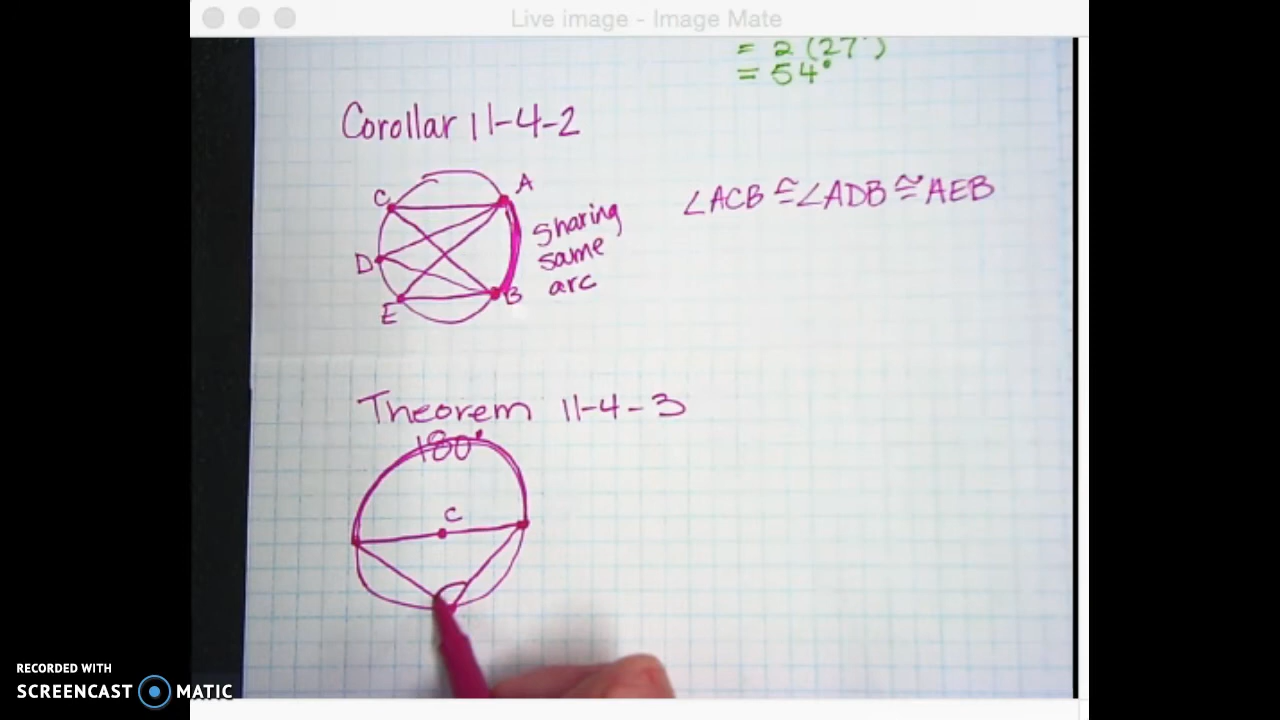 Live image - Image Mate
= 2 (27°)
= 54°
Corollar 11-4-2
C
A
∠ACB ≅ ∠ADB ≅ AEB
sharing
same
arc
D
B
E
Theorem 11-4-3
180°
C
RECORDED WITH
SCREENCAST MATIC